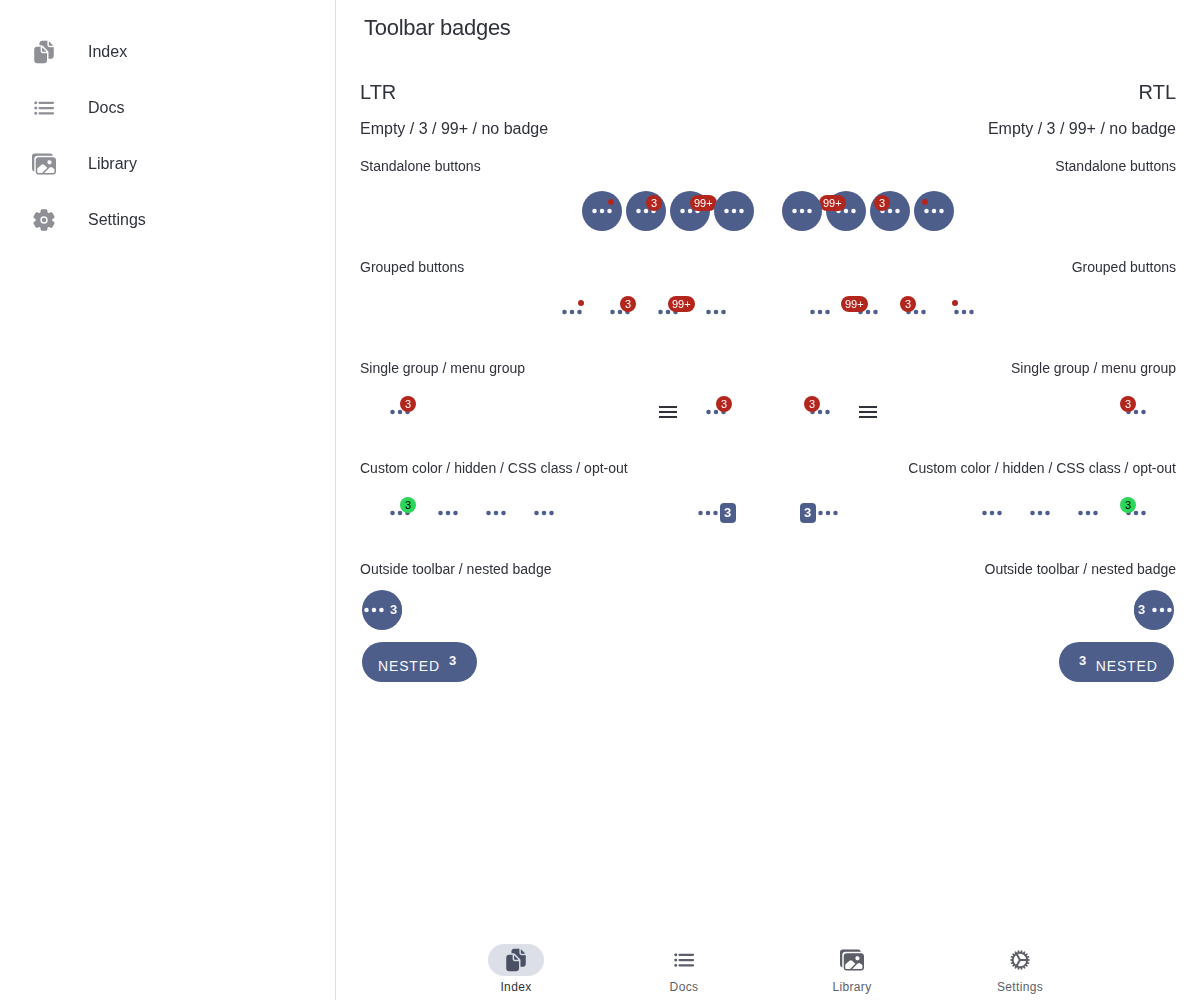 Toolbar badges
Index
Docs
Library
Settings
LTR
RTL
Empty / 3 / 99+ / no badge
Empty / 3 / 99+ / no badge
Standalone buttons
Standalone buttons
3 99+
99+ 3
Grouped buttons
Grouped buttons
3 99+
99+ 3
Single group / menu group
Single group / menu group
3 3
3 3
Custom color / hidden / CSS class / opt-out
Custom color / hidden / CSS class / opt-out
3 3
3 3
Outside toolbar / nested badge
Outside toolbar / nested badge
3
3
NESTED 3
3 NESTED
Index
Docs
Library
Settings